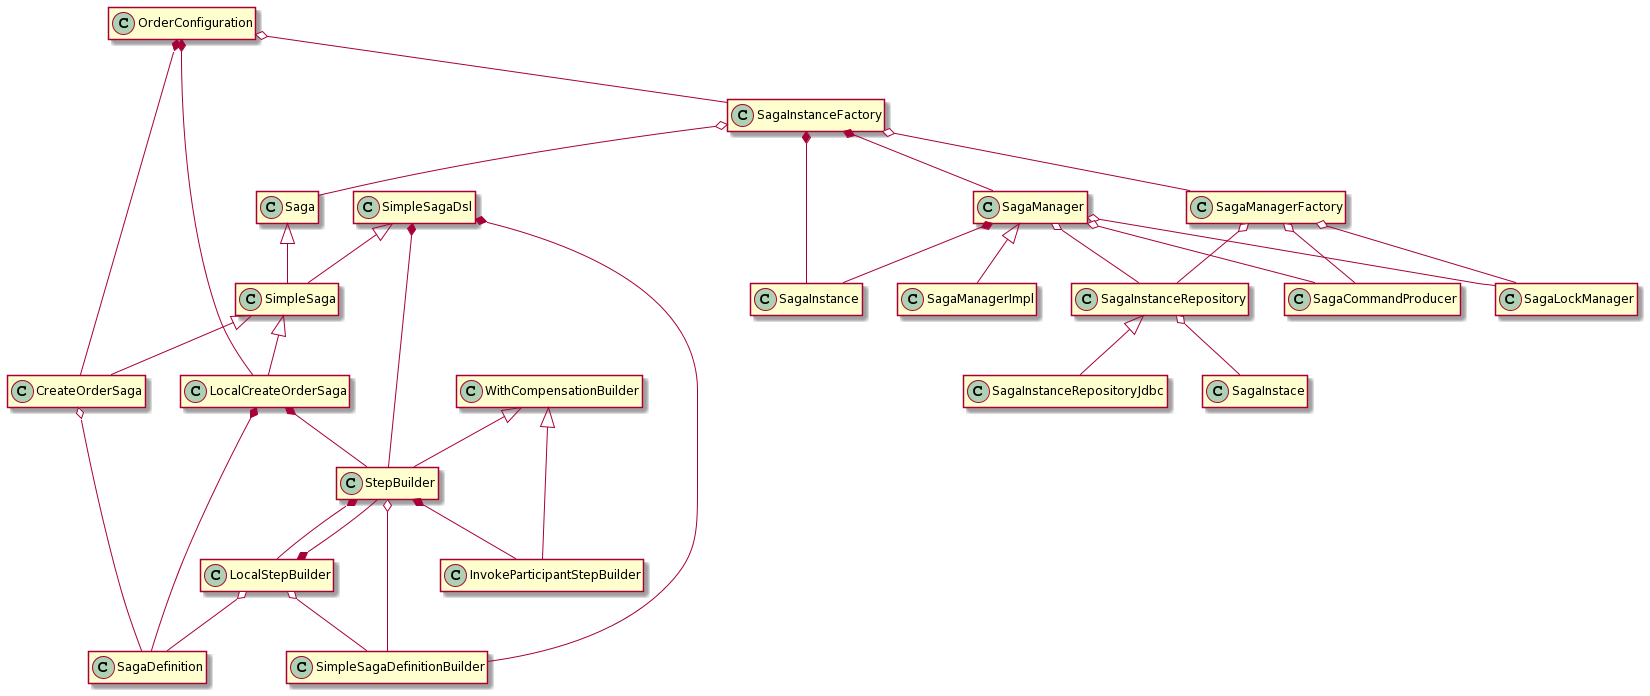 C OrderConfiguration
C SagaInstanceFactory
C Saga
C SimpleSagaDsl
C SagaManager
C SagaManagerFactory
C SimpleSaga
C SagaInstance
C SagaManagerImpl
C SagaInstanceRepository
C SagaCommandProducer
C SagaLockManager
C CreateOrderSaga
C LocalCreateOrderSaga
C WithCompensationBuilder
C SagaInstanceRepositoryJdbc
C SagaInstace
C StepBuilder
C LocalStepBuilder
C InvokeParticipantStepBuilder
C SagaDefinition
C SimpleSagaDefinitionBuilder